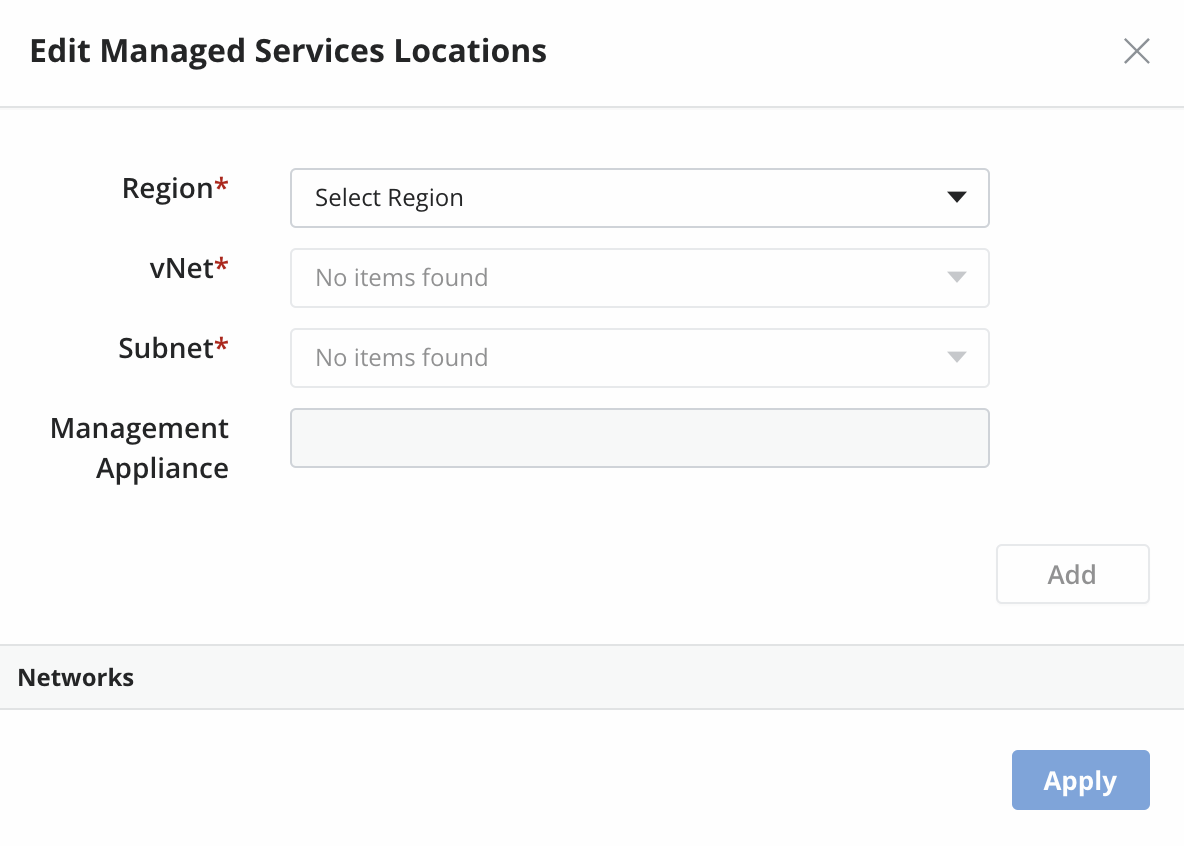 Edit Managed Services Locations
Region*
Select Region
vNet*
No items found
Subnet*
No items found
Management
Appliance
Add
Networks
Apply